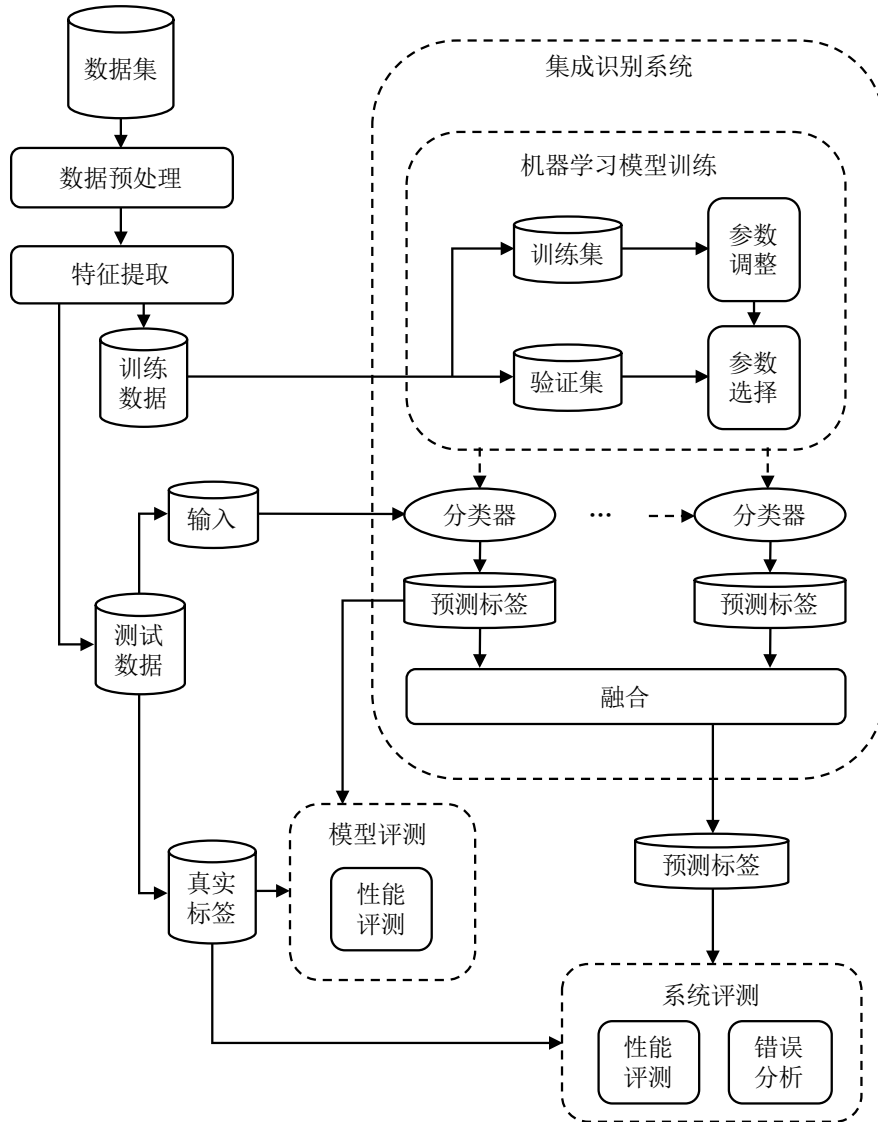 数据集
集成识别系统
数据预处理
机器学习模型训练
特征提取
训练集
参数
调整
训练
数据
验证集
参数
选择
输入
分类器
...
分类器
测试
数据
预测标签
预测标签
融合
真实
标签
模型评测
性能
评测
预测标签
系统评测
性能
评测
错误
分析